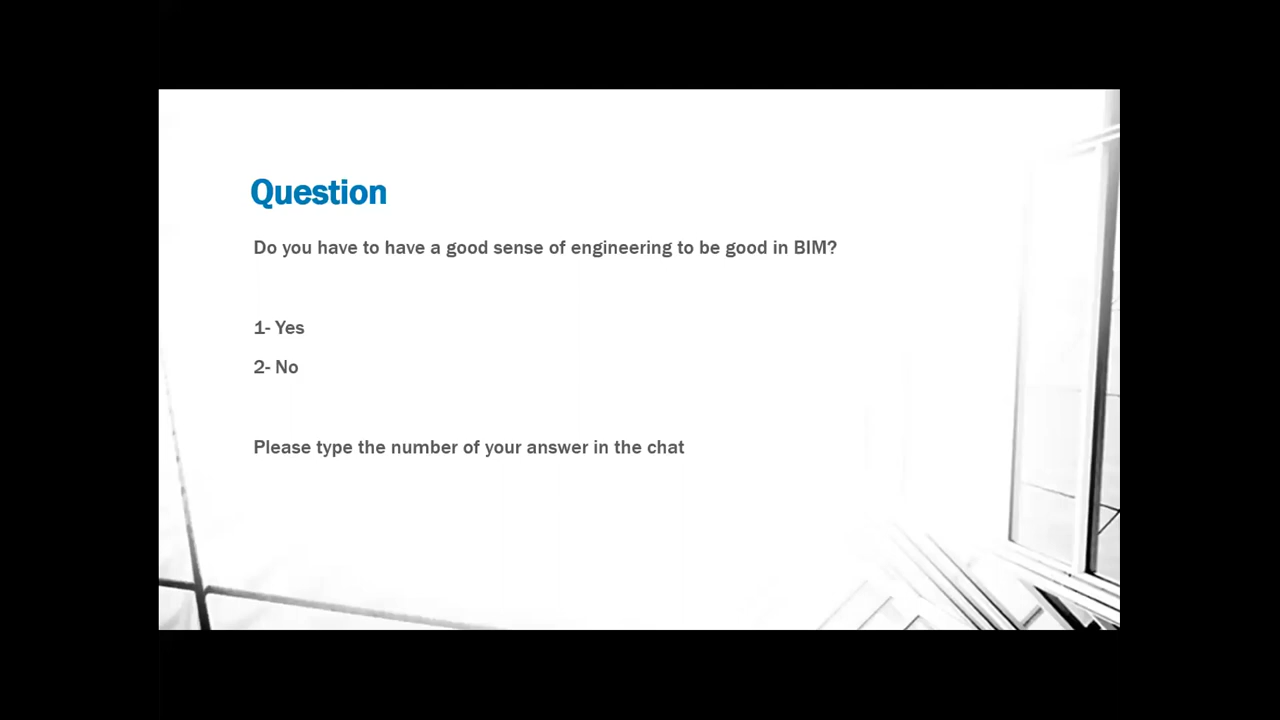 Question
Do you have to have a good sense of engineering to be good in BIM?
1- Yes
2- No
Please type the number of your answer in the chat